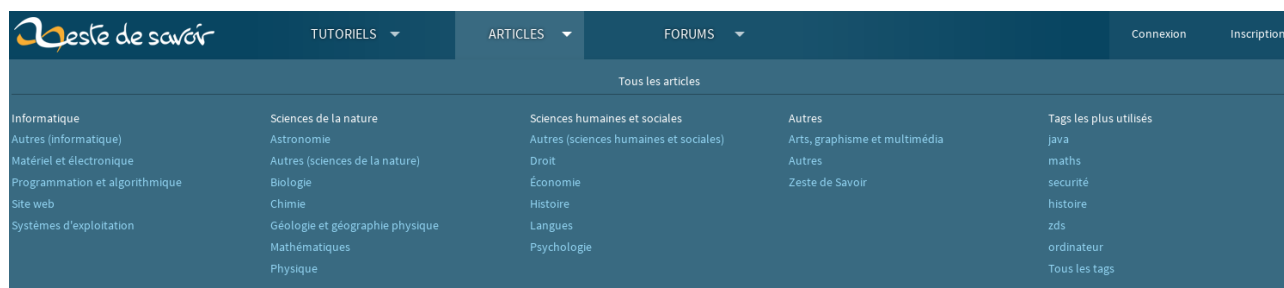 Zeste de savoir
TUTORIELS
ARTICLES
FORUMS
Connexion
Inscription
Tous les articles
Informatique
Autres (informatique)
Matériel et électronique
Programmation et algorithmique
Site web
Systèmes d'exploitation
Sciences de la nature
Astronomie
Autres (sciences de la nature)
Biologie
Chimie
Géologie et géographie physique
Mathématiques
Physique
Sciences humaines et sociales
Autres (sciences humaines et sociales)
Droit
Économie
Histoire
Langues
Psychologie
Autres
Arts, graphisme et multimédia
Autres
Zeste de Savoir
Tags les plus utilisés
java
maths
securité
histoire
zds
ordinateur
Tous les tags